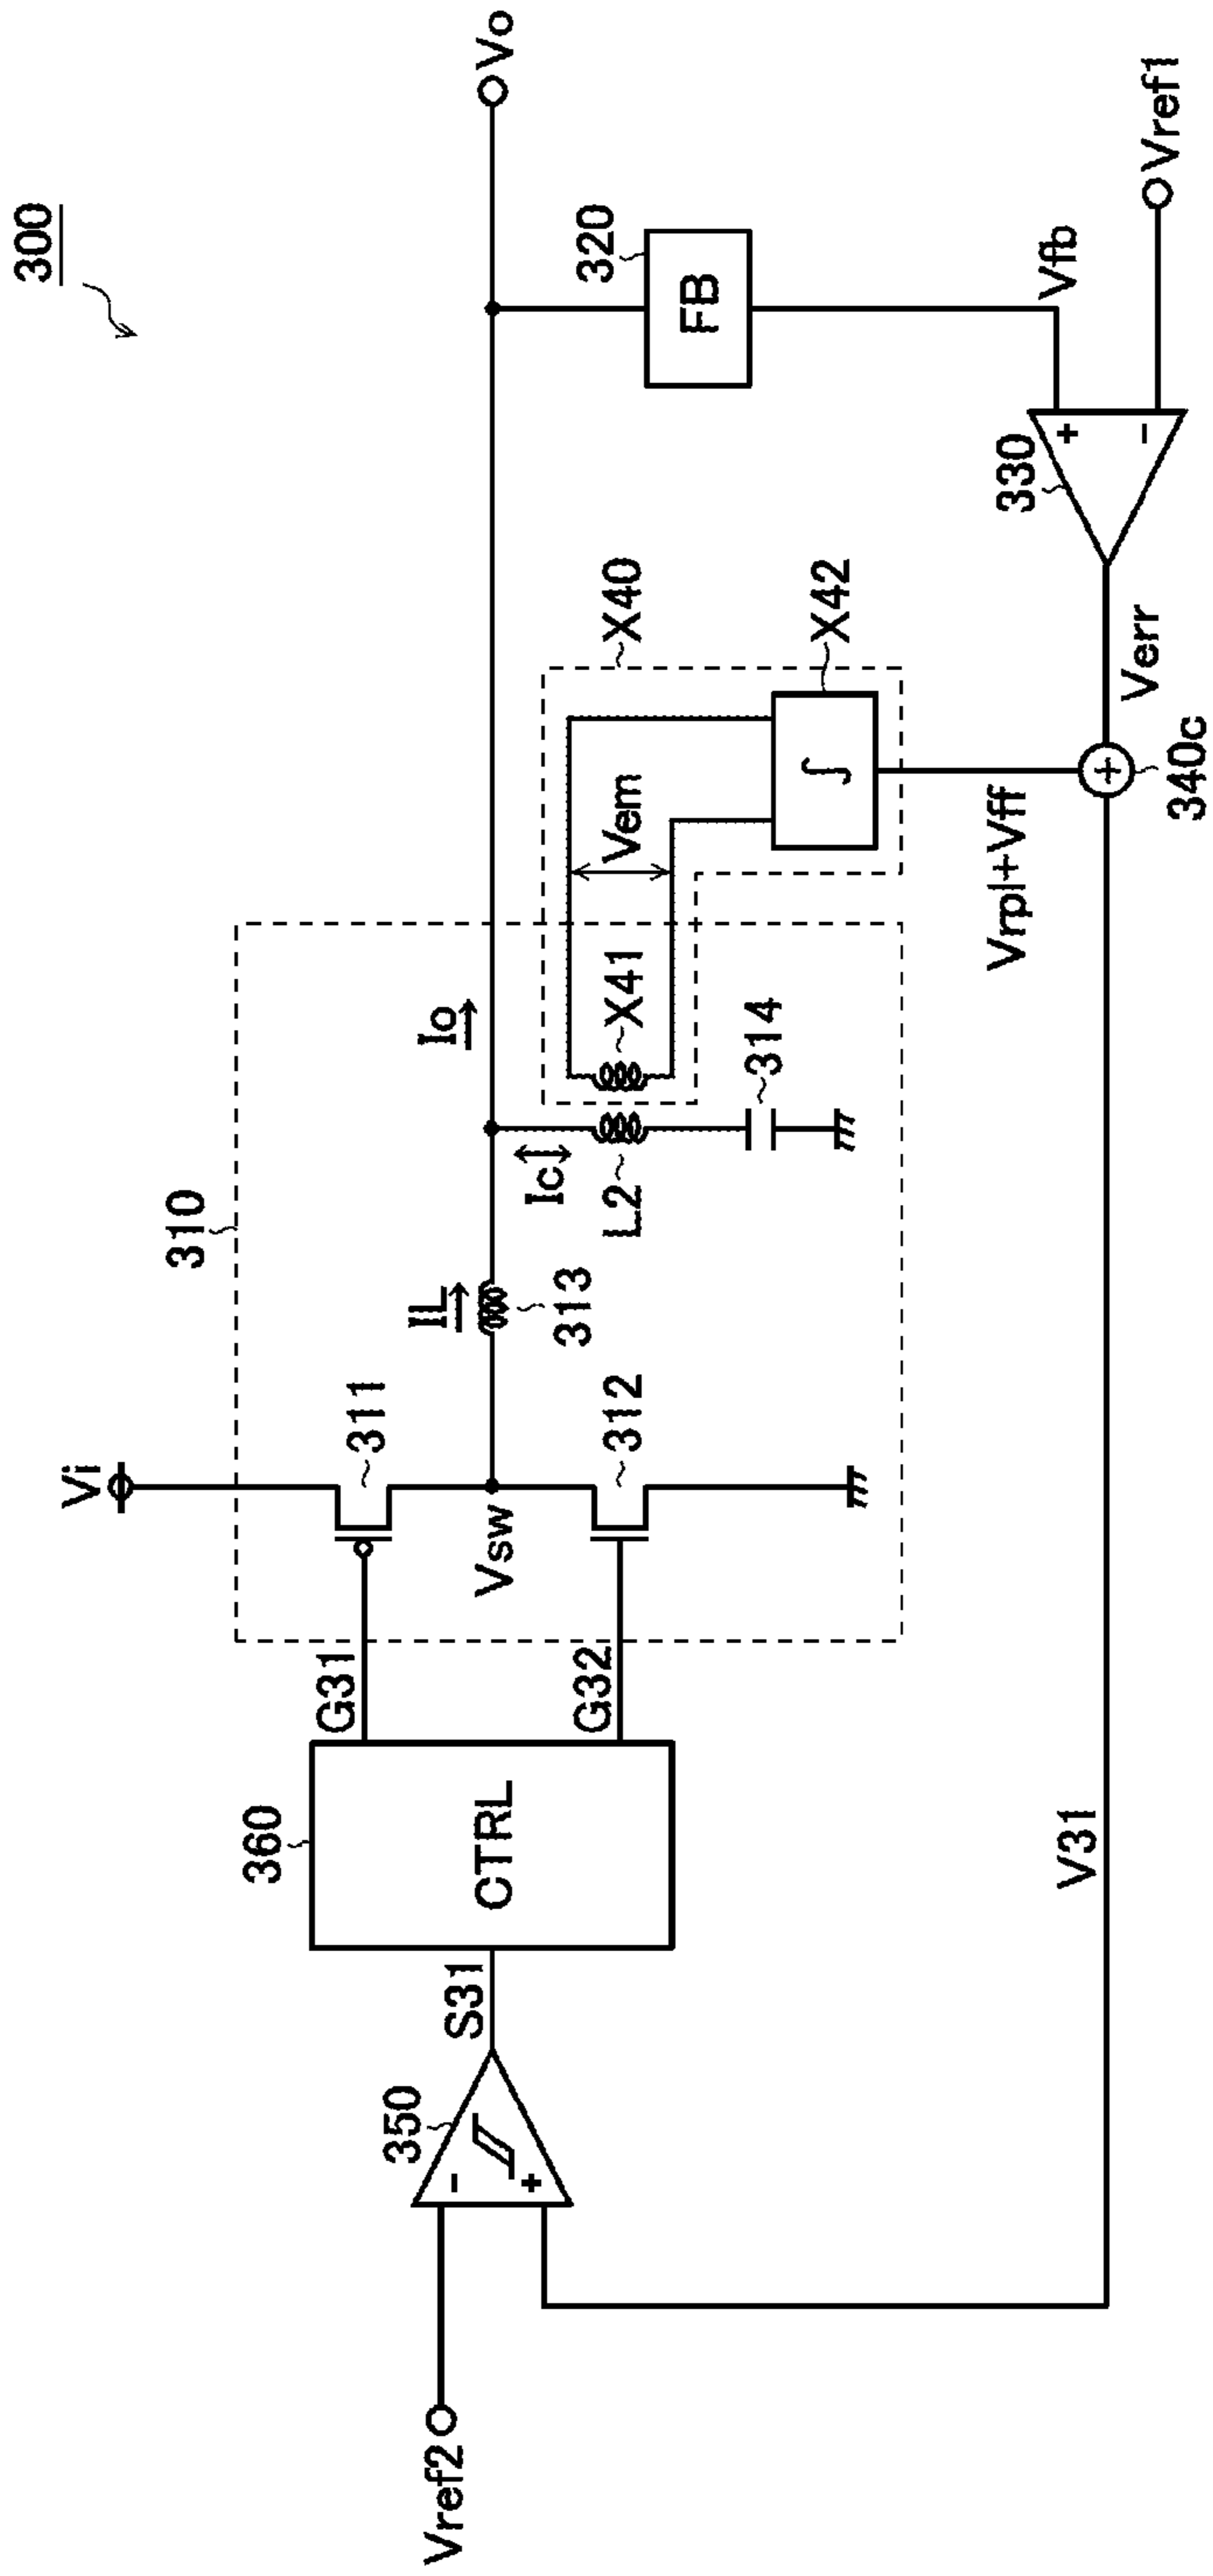 300
Vi
310
311
Vsw
312
IL
313
Io
Ic
L2
X41
314
Vem
X40
X42
∫
Vo
320
FB
Vfb
Vref1
330
+
-
Verr
+
340c
Vrpl+Vff
V31
360
CTRL
G31
G32
S31
350
-
+
Vref2